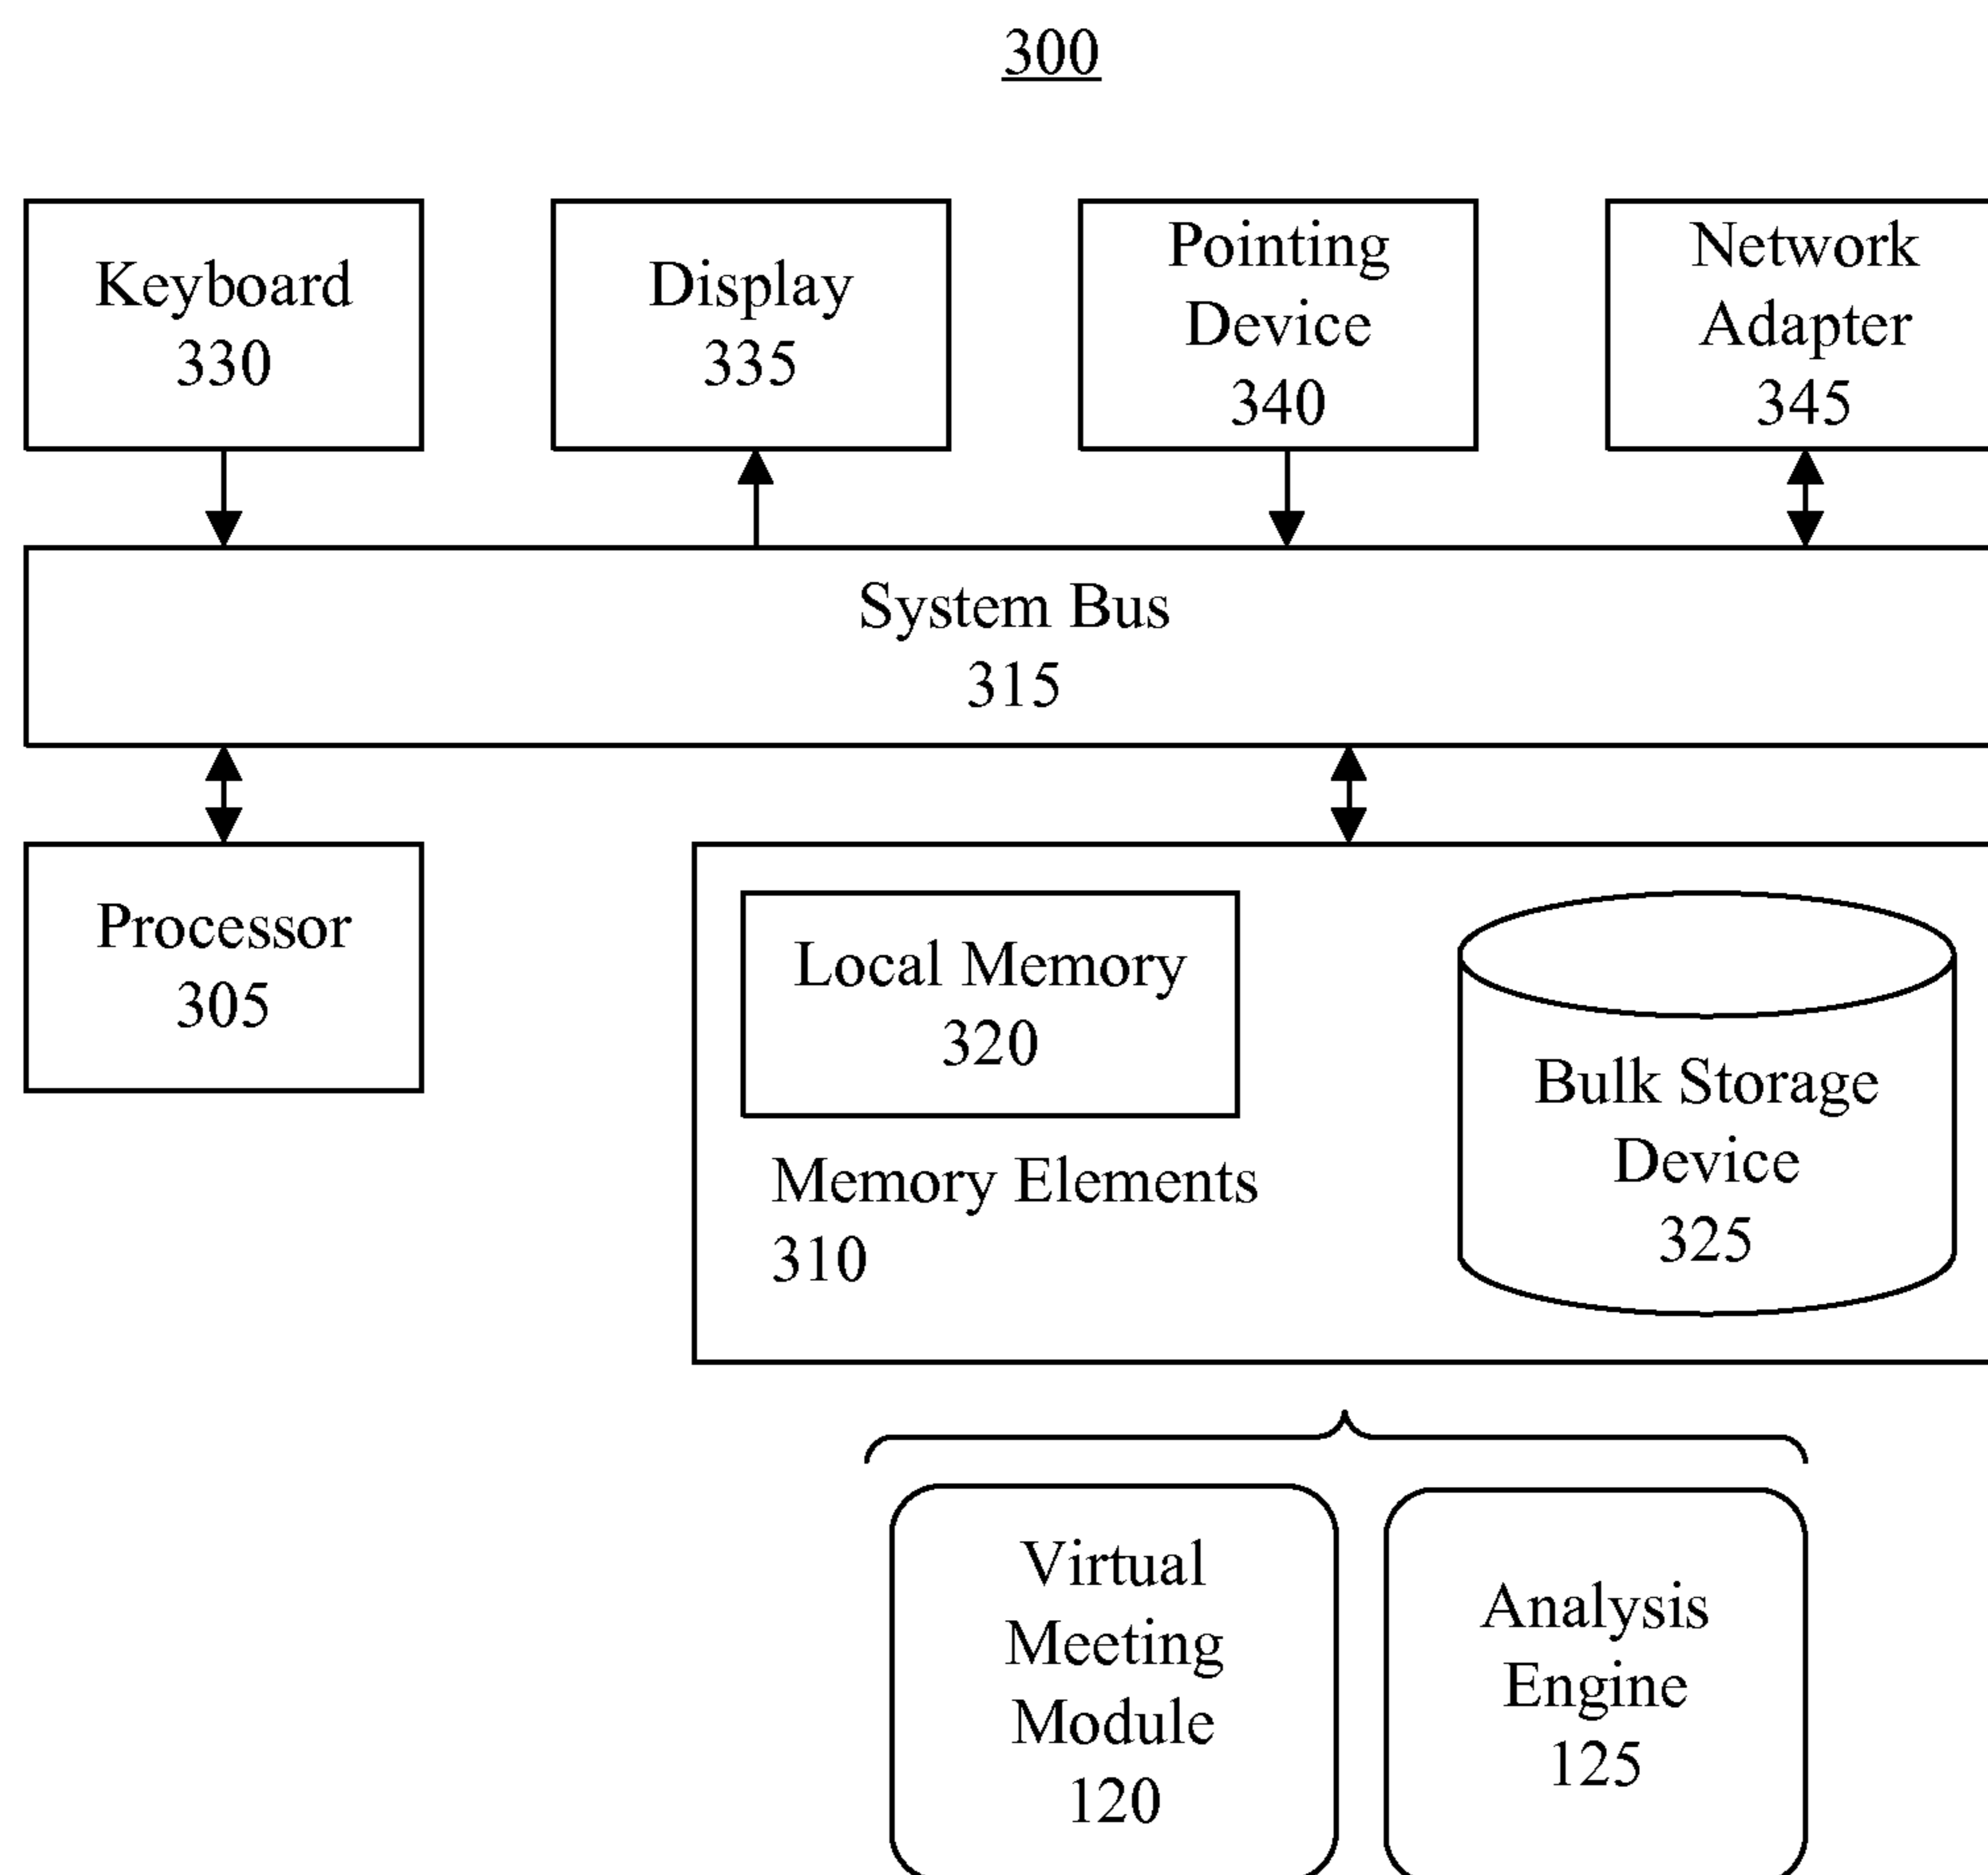 300
Keyboard
330
Display
335
Pointing
Device
340
Network
Adapter
345
System Bus
315
Processor
305
Local Memory
320
Memory Elements
310
Bulk Storage
Device
325
Virtual
Meeting
Module
120
Analysis
Engine
125